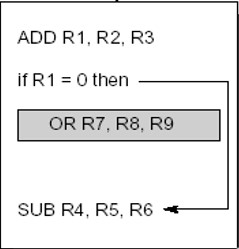 ADD R1, R2, R3
if R1 = 0 then
OR R7, R8, R9
SUB R4, R5, R6